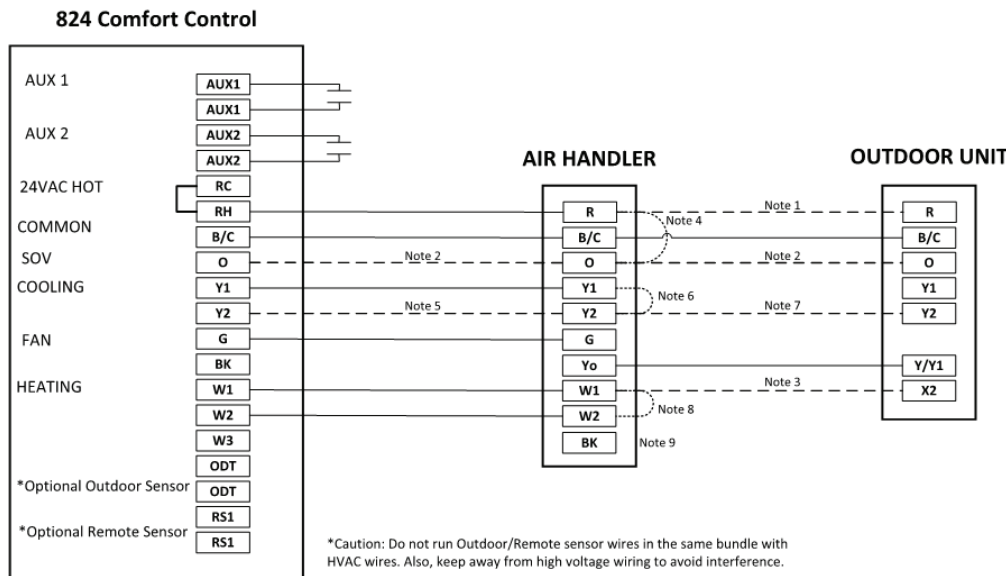 824 Comfort Control
AUX 1
AUX1
AUX1
AUX 2
AUX2
AUX2
24VAC HOT
RC
RH
COMMON
B/C
SOV
O
COOLING
Y1
Y2
FAN
G
BK
HEATING
W1
W2
W3
ODT
*Optional Outdoor Sensor
ODT
RS1
*Optional Remote Sensor
RS1
Note 2
Note 5
AIR HANDLER
R
B/C
O
Y1
Y2
G
Yo
W1
W2
BK
Note 4
Note 6
Note 8
Note 9
Note 1
Note 2
Note 7
Note 3
OUTDOOR UNIT
R
B/C
O
Y1
Y2
Y/Y1
X2
*Caution: Do not run Outdoor/Remote sensor wires in the same bundle with
HVAC wires. Also, keep away from high voltage wiring to avoid interference.